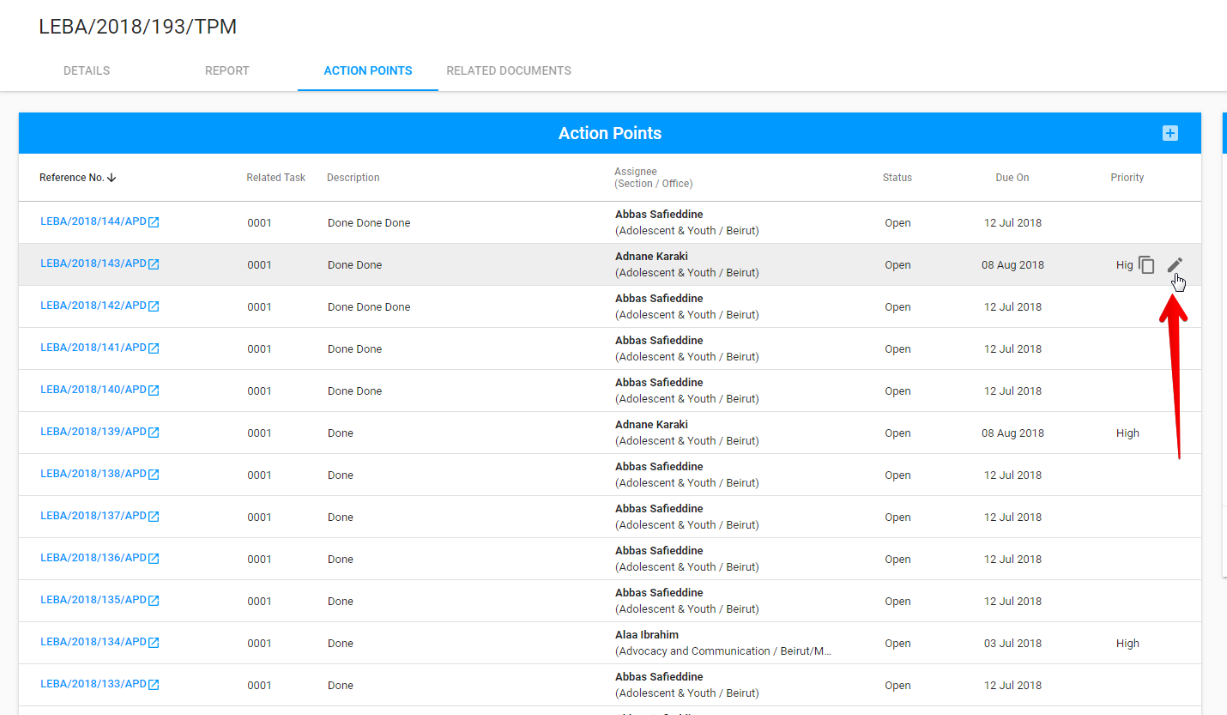 LEBA/2018/193/TPM
DETAILS REPORT ACTION POINTS RELATED DOCUMENTS
Action Points
Reference No. Related Task Description Assignee (Section / Office) Status Due On Priority
LEBA/2018/144/APD 0001 Done Done Done Abbas Safieddine (Adolescent & Youth / Beirut) Open 12 Jul 2018
LEBA/2018/143/APD 0001 Done Done Adnane Karaki (Adolescent & Youth / Beirut) Open 08 Aug 2018 Hig
LEBA/2018/142/APD 0001 Done Done Done Abbas Safieddine (Adolescent & Youth / Beirut) Open 12 Jul 2018
LEBA/2018/141/APD 0001 Done Done Abbas Safieddine (Adolescent & Youth / Beirut) Open 12 Jul 2018
LEBA/2018/140/APD 0001 Done Done Abbas Safieddine (Adolescent & Youth / Beirut) Open 12 Jul 2018
LEBA/2018/139/APD 0001 Done Adnane Karaki (Adolescent & Youth / Beirut) Open 08 Aug 2018 High
LEBA/2018/138/APD 0001 Done Abbas Safieddine (Adolescent & Youth / Beirut) Open 12 Jul 2018
LEBA/2018/137/APD 0001 Done Abbas Safieddine (Adolescent & Youth / Beirut) Open 12 Jul 2018
LEBA/2018/136/APD 0001 Done Abbas Safieddine (Adolescent & Youth / Beirut) Open 12 Jul 2018
LEBA/2018/135/APD 0001 Done Abbas Safieddine (Adolescent & Youth / Beirut) Open 12 Jul 2018
LEBA/2018/134/APD 0001 Done Alaa Ibrahim (Advocacy and Communication / Beirut/M... Open 03 Jul 2018 High
LEBA/2018/133/APD 0001 Done Abbas Safieddine (Adolescent & Youth / Beirut) Open 12 Jul 2018